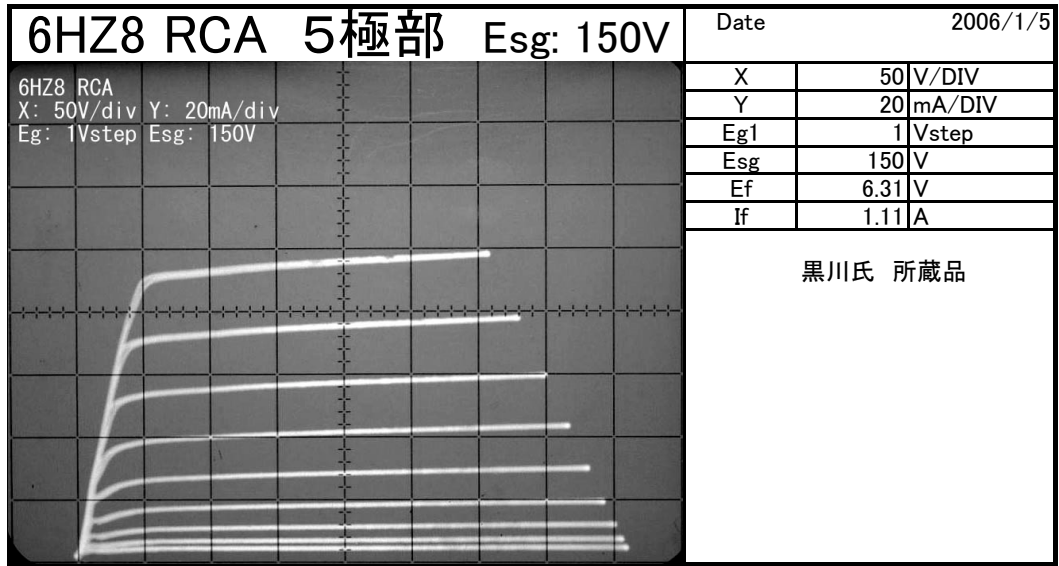 6HZ8 RCA 5極部 Esg: 150V
Date 2006/1/5
6HZ8 RCA
X: 50V/div Y: 20mA/div
Eg: 1Vstep Esg: 150V
X 50 V/DIV
Y 20 mA/DIV
Eg1 1 Vstep
Esg 150 V
Ef 6.31 V
If 1.11 A
黒川氏 所蔵品